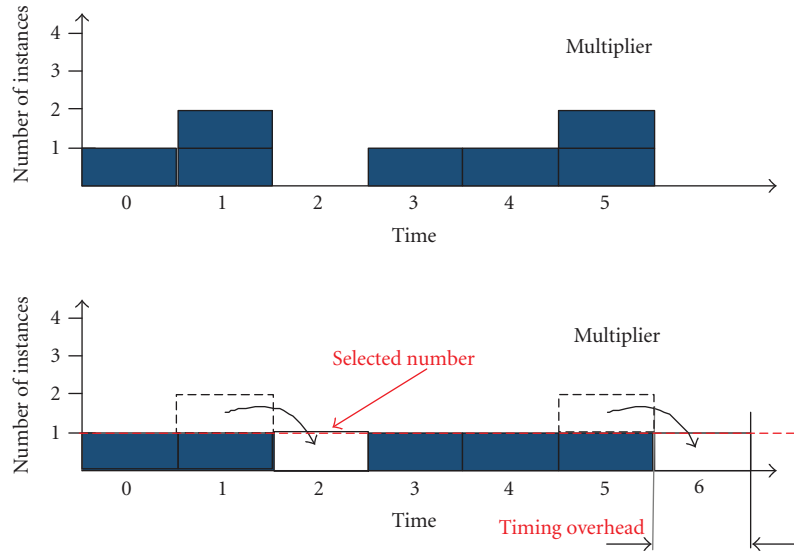 Number of instances
4
3
2
1
Multiplier
0 1 2 3 4 5
Time
Number of instances
4
3
2
1
Multiplier
Selected number
0 1 2 3 4 5 6
Time
Timing overhead